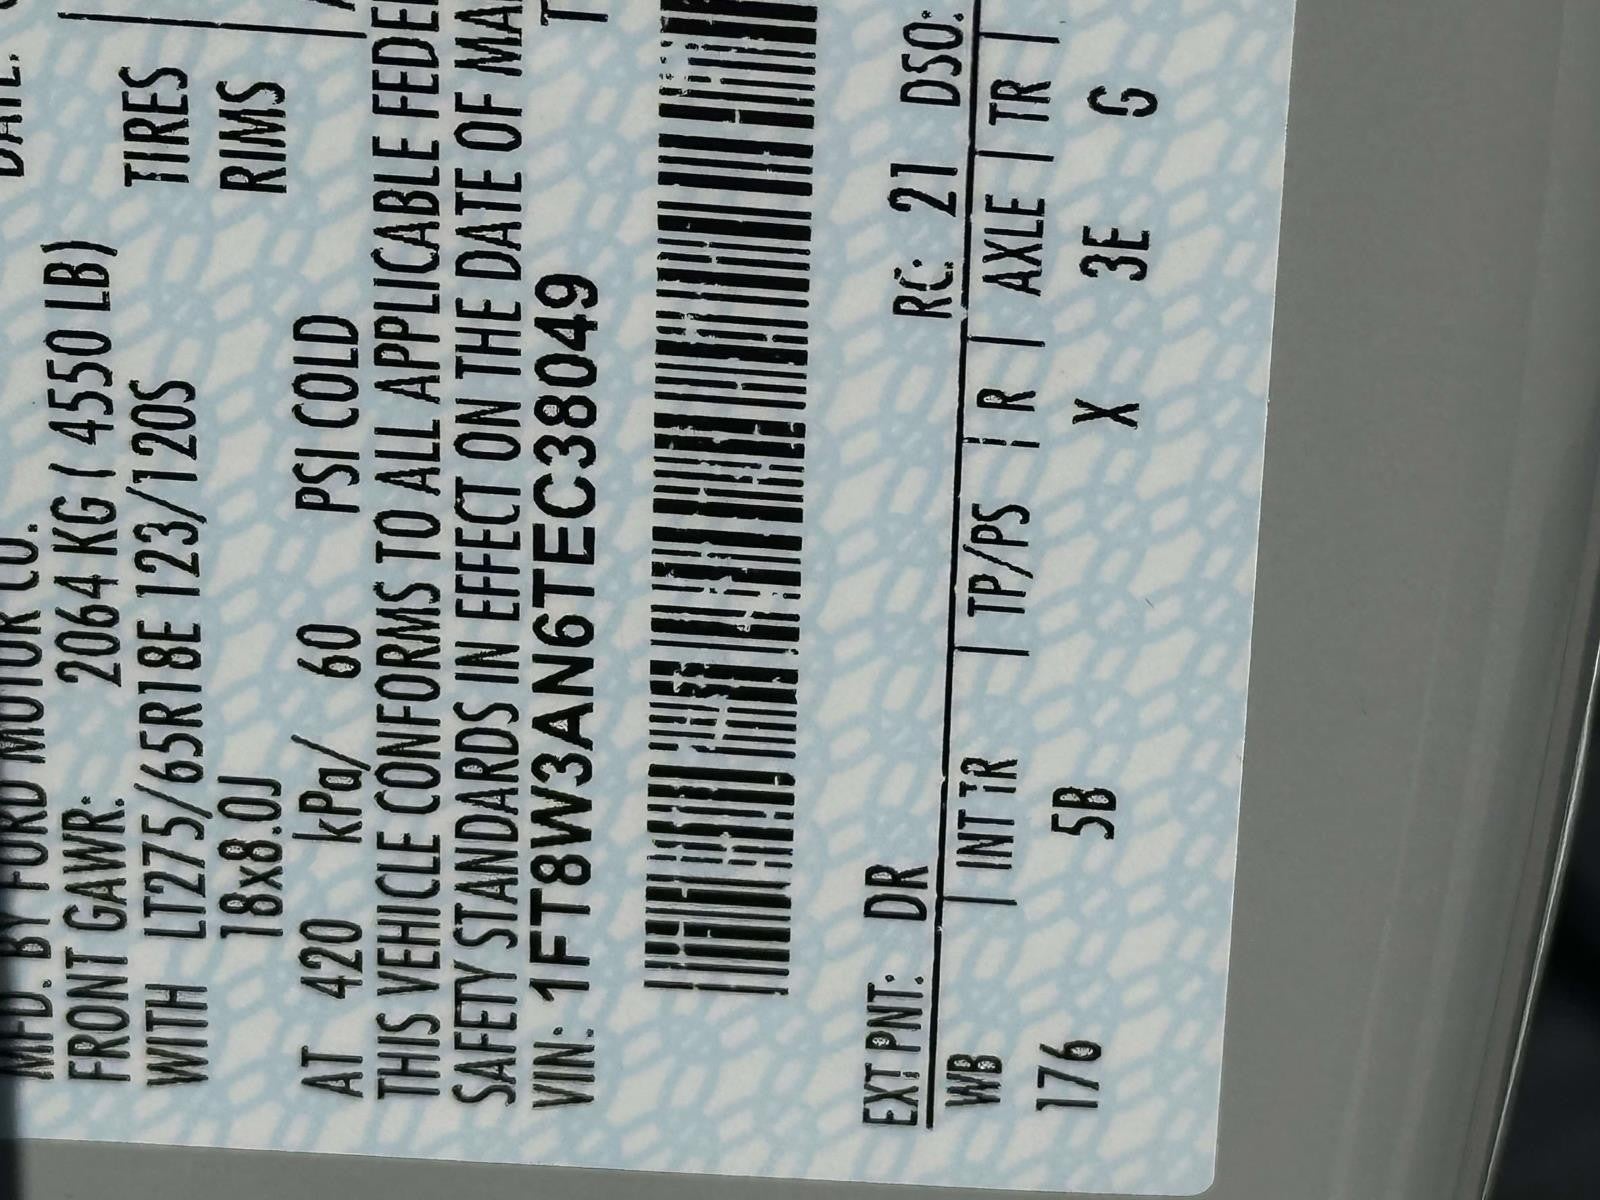 DATE:
MFD. BY FORD MOTOR CO.
FRONT GAWR: 2064 KG ( 4550 LB)
WITH LT275/65R18E 123/120S TIRES
18x8.0J RIMS
AT 420 kPa/ 60 PSI COLD
THIS VEHICLE CONFORMS TO ALL APPLICABLE
SAFETY STANDARDS IN EFFECT ON THE DATE OF
VIN: 1FT8W3AN6TEC38049
EXT PNT: DR RC: 21 DSO:
WB | INT TR | TP/PS | R | AXLE | TR |
176 5B X 3E G